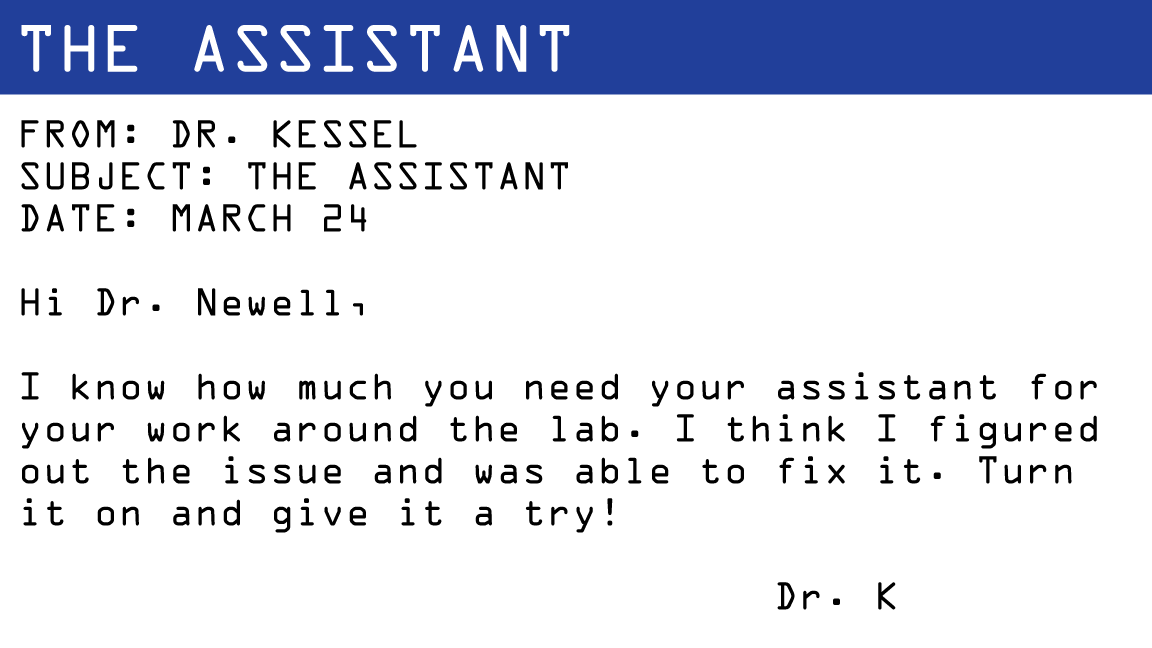 THE ASSISTANT
FROM: DR. KESSEL
SUBJECT: THE ASSISTANT
DATE: MARCH 24
Hi Dr. Newell,
I know how much you need your assistant for
your work around the lab. I think I figured
out the issue and was able to fix it. Turn
it on and give it a try!
Dr. K